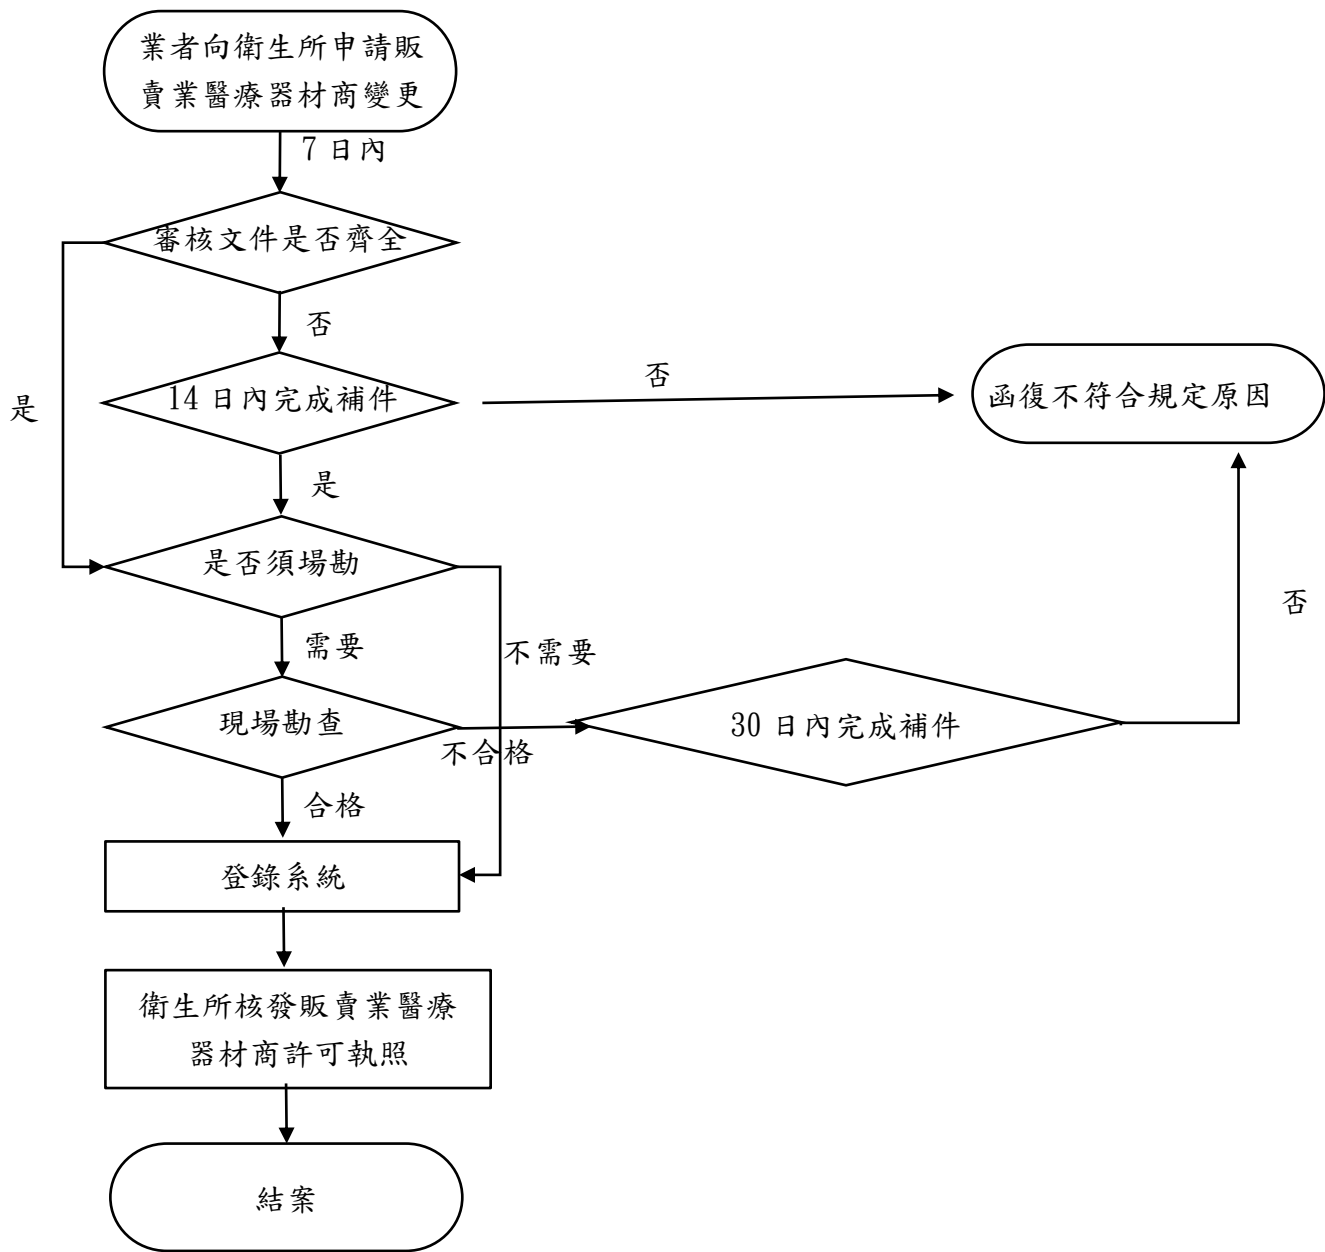 業者向衛生所申請販
賣業醫療器材商變更
7 日內
審核文件是否齊全
否
是
14 日內完成補件
否
函復不符合規定原因
是
是否須場勘
需要
不需要
否
現場勘查
不合格
30 日內完成補件
合格
登錄系統
衛生所核發販賣業醫療
器材商許可執照
結案